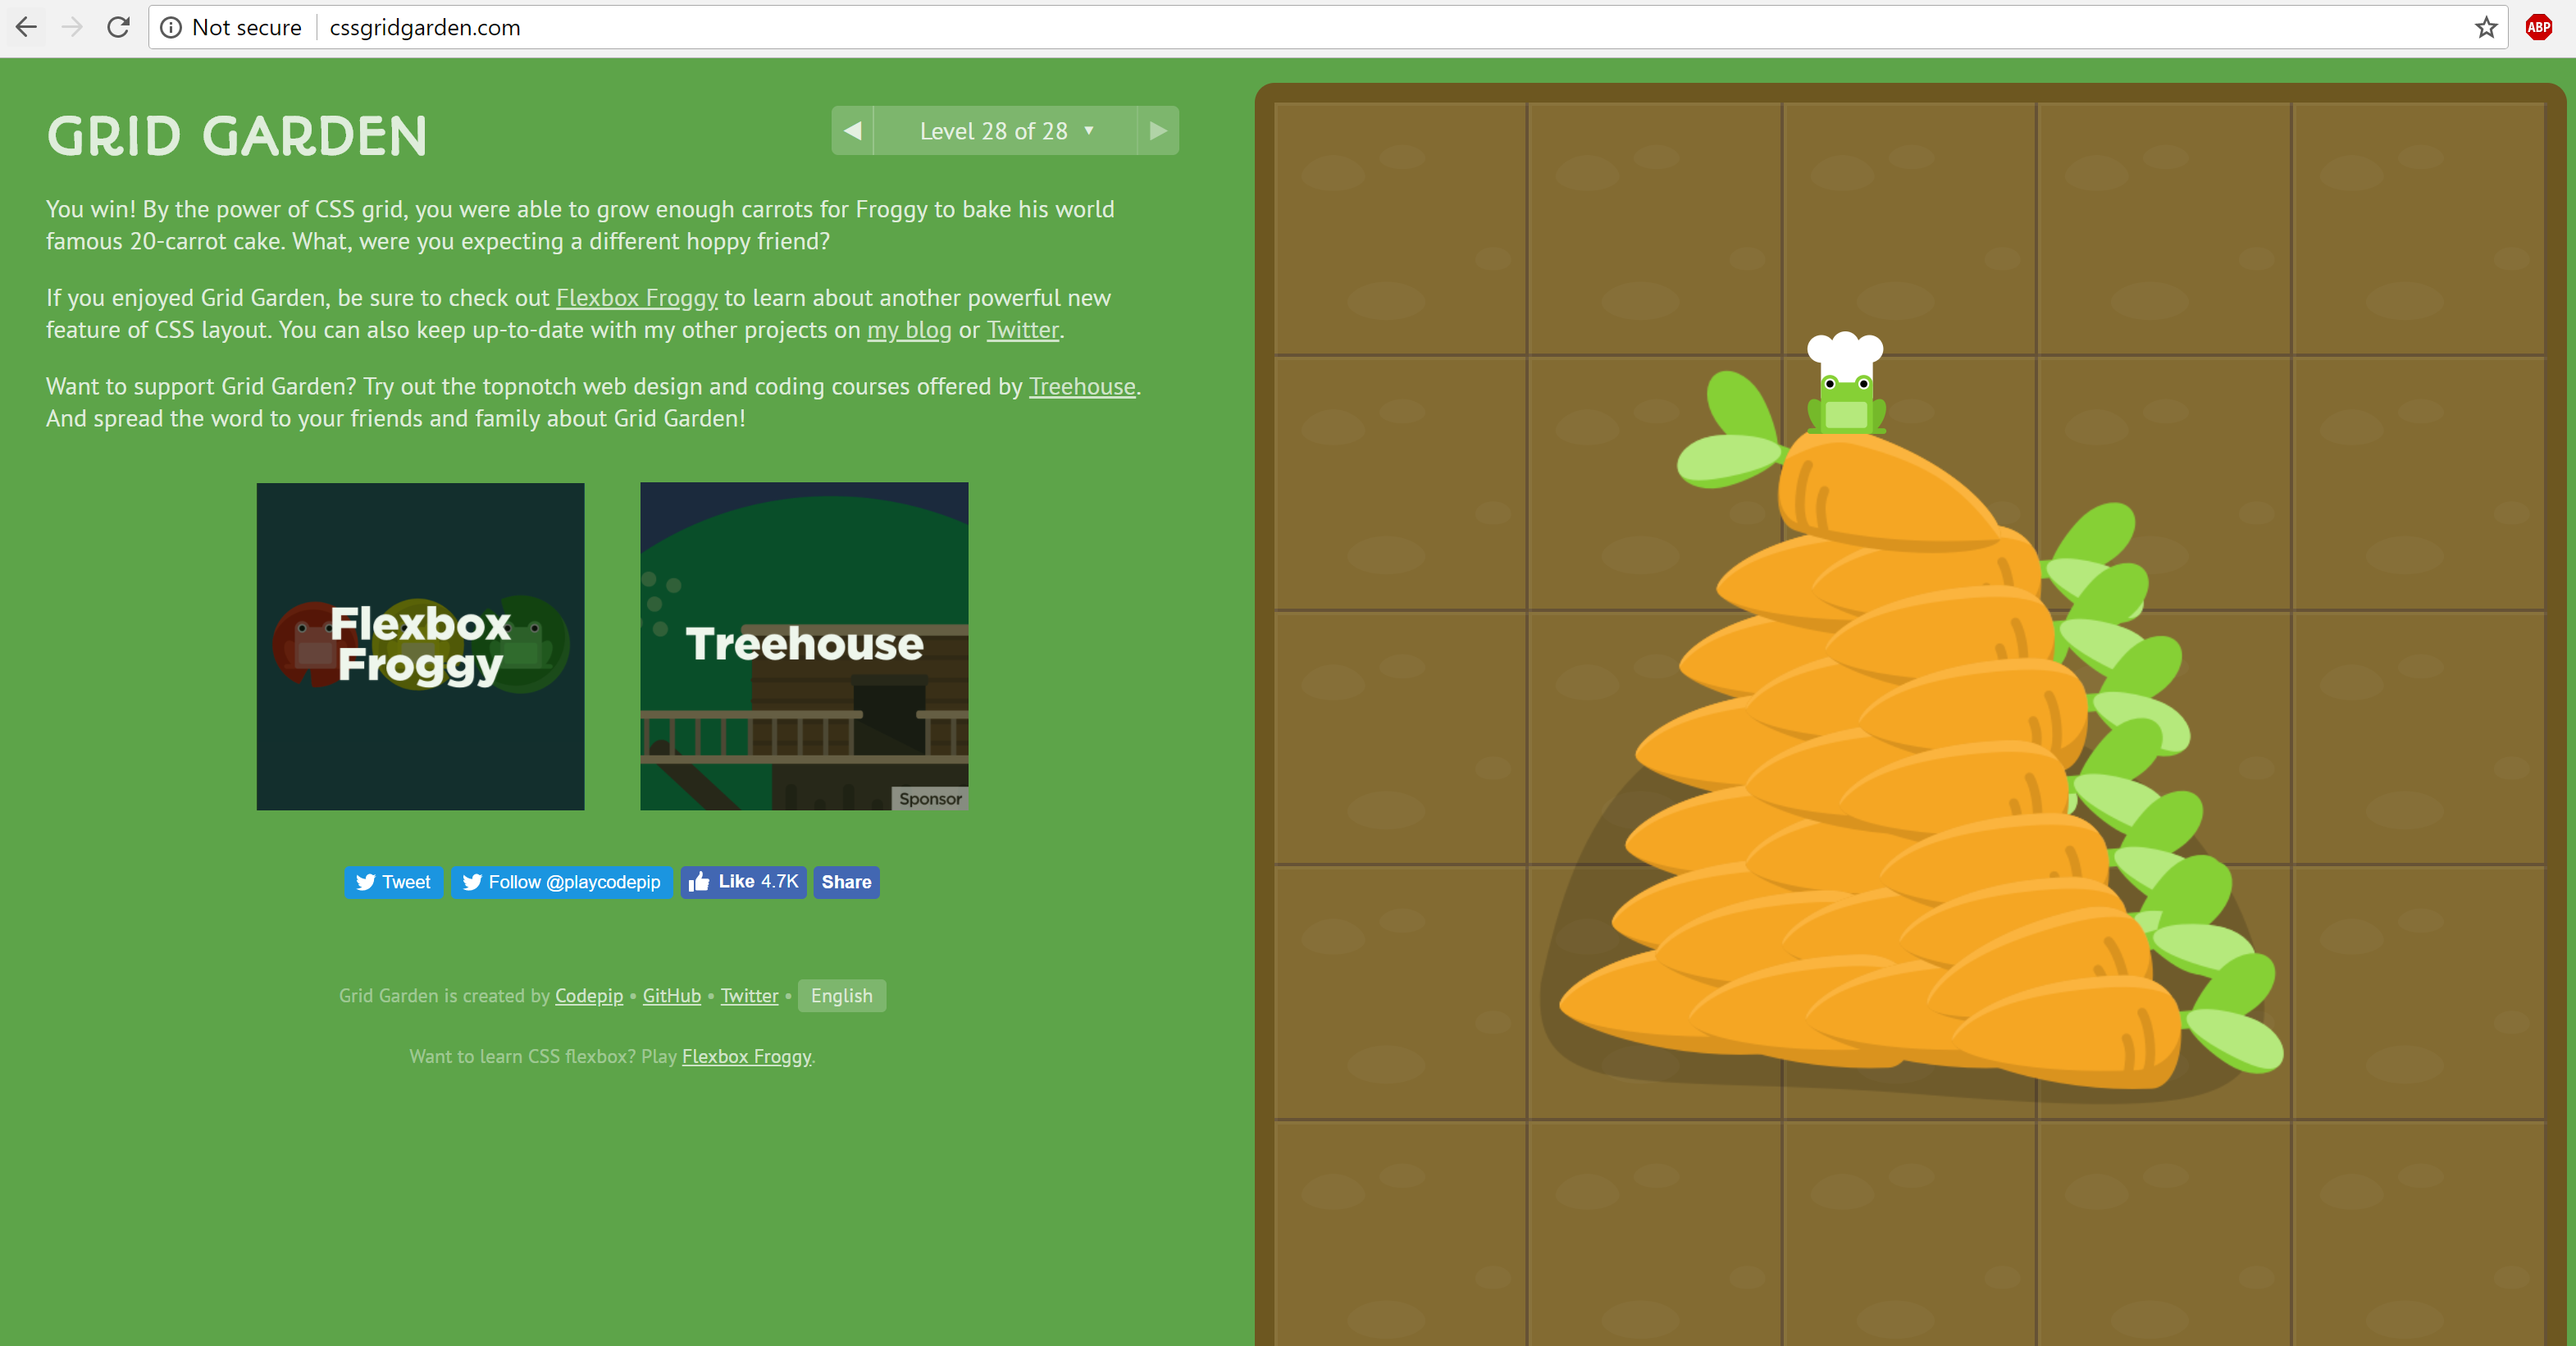 Not secure
cssgridgarden.com
ABP
GRID GARDEN
Level 28 of 28
You win! By the power of CSS grid, you were able to grow enough carrots for Froggy to bake his world
famous 20-carrot cake. What, were you expecting a different hoppy friend?
If you enjoyed Grid Garden, be sure to check out Flexbox Froggy to learn about another powerful new
feature of CSS layout. You can also keep up-to-date with my other projects on my blog or Twitter.
Want to support Grid Garden? Try out the topnotch web design and coding courses offered by Treehouse.
And spread the word to your friends and family about Grid Garden!
Flexbox
Froggy
Treehouse
Sponsor
Tweet
Follow @playcodepip
Like 4.7K
Share
Grid Garden is created by Codepip • GitHub • Twitter • English
Want to learn CSS flexbox? Play Flexbox Froggy.